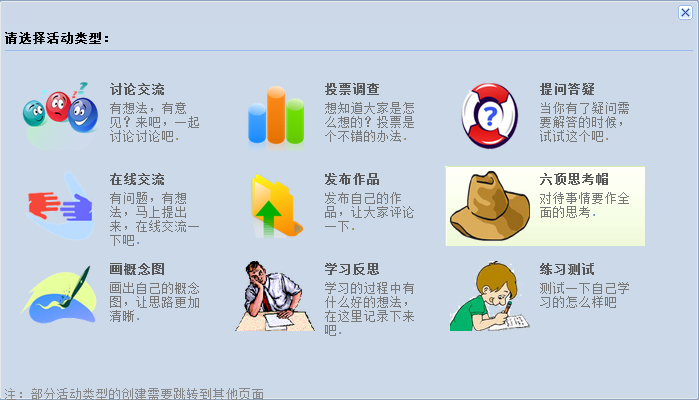 请选择活动类型：
讨论交流
有想法，有意
见？来吧，一起
讨论讨论吧.
投票调查
想知道大家是怎
么想的？投票是
个不错的办法.
提问答疑
当你有了疑问需
要解答的时候，
试试这个吧.
在线交流
有问题，有想
法，马上提出
来，在线交流一
下吧.
发布作品
发布自己的作
品，让大家评论
一下.
六顶思考帽
对待事情要作全
面的思考.
画概念图
画出自己的概念
图，让思路更加
清晰.
学习反思
学习的过程中有
什么好的想法，
在这里记录下来
吧.
练习测试
测试一下自己学
习的怎么样吧
注：部分活动类型的创建需要跳转到其他页面